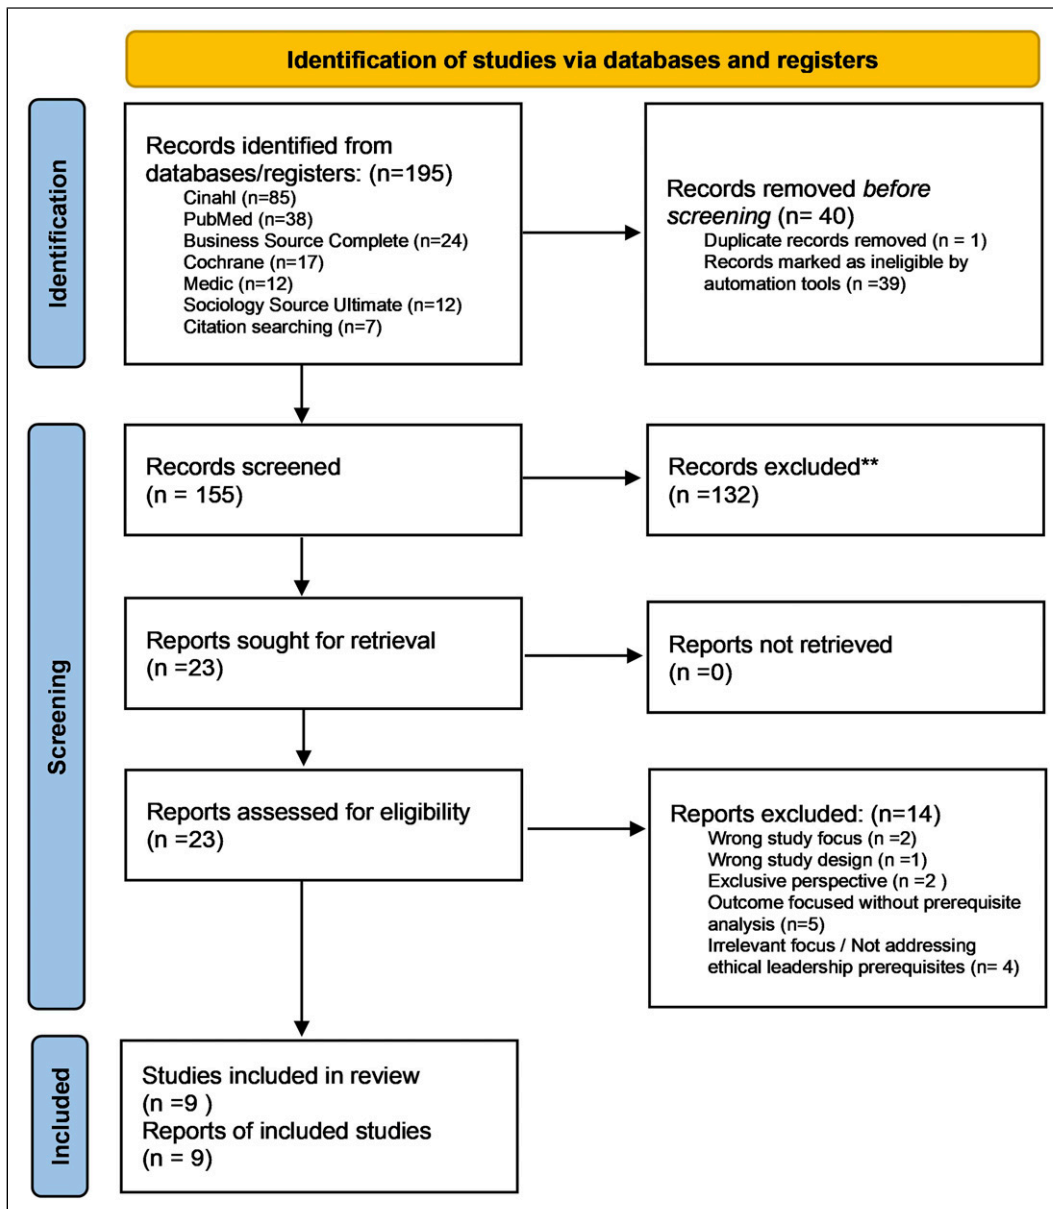 Identification of studies via databases and registers
Identification
Records identified from
databases/registers: (n=195)
Cinahl (n=85)
PubMed (n=38)
Business Source Complete (n=24)
Cochrane (n=17)
Medic (n=12)
Sociology Source Ultimate (n=12)
Citation searching (n=7)
Records removed before
screening (n= 40)
Duplicate records removed (n = 1)
Records marked as ineligible by
automation tools (n =39)
Screening
Records screened
(n = 155)
Records excluded**
(n =132)
Reports sought for retrieval
(n =23)
Reports not retrieved
(n =0)
Reports assessed for eligibility
(n =23)
Reports excluded: (n=14)
Wrong study focus (n =2)
Wrong study design (n =1)
Exclusive perspective (n =2 )
Outcome focused without prerequisite
analysis (n=5)
Irrelevant focus / Not addressing
ethical leadership prerequisites (n= 4)
Included
Studies included in review
(n =9 )
Reports of included studies
(n = 9)